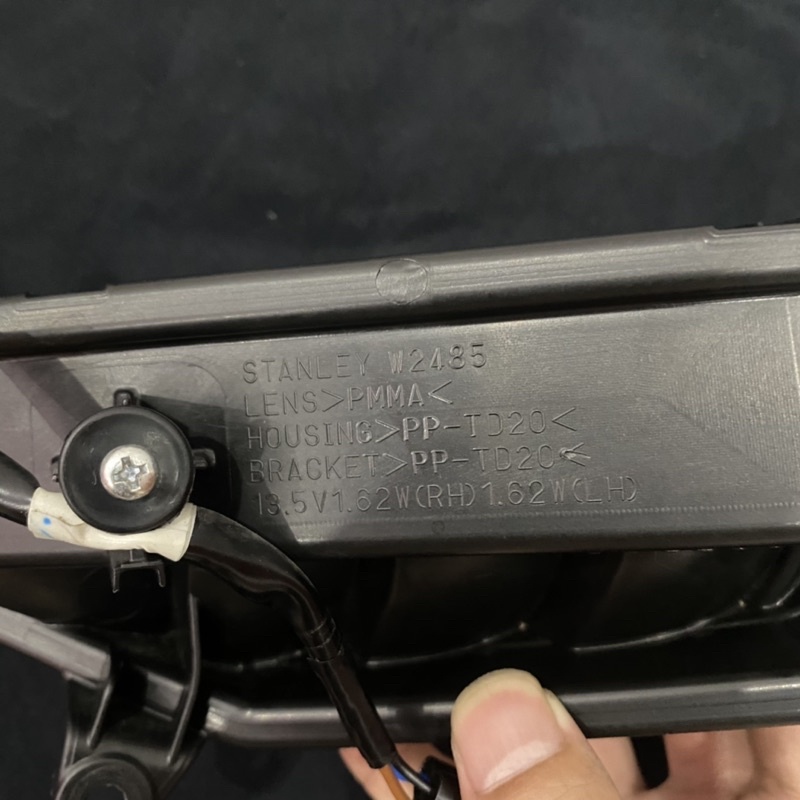 STANLEY W2485
LENS>PMMA<
HOUSING>PP-TD20<
BRACKET>PP-TD20<
13.5V1.62W(RH)1.62W(LH)